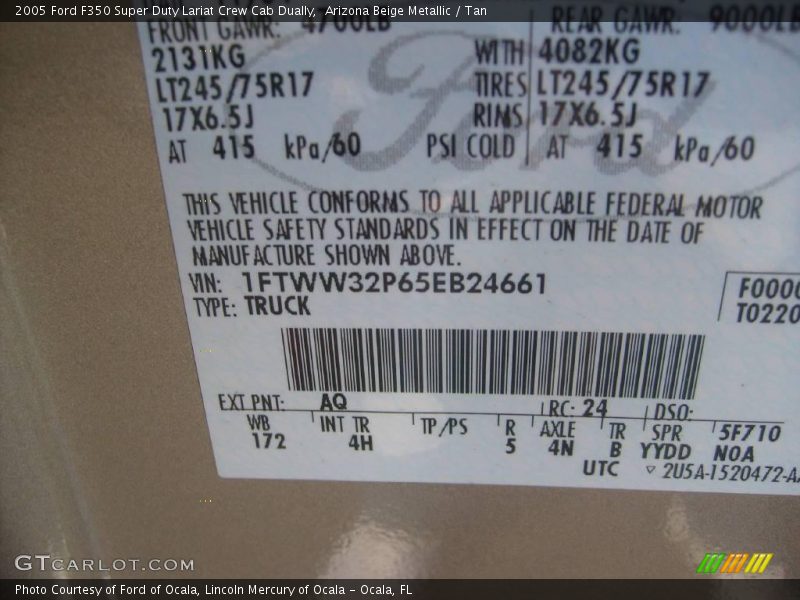 2005 Ford F350 Super Duty Lariat Crew Cab Dually, Arizona Beige Metallic / Tan
FRONT GAWR: 4700LB REAR GAWR: 9000LB
2131KG WITH 4082KG
LT245/75R17 TIRES LT245/75R17
17X6.5J RIMS 17X6.5J
AT 415 kPa/60 PSI COLD AT 415 kPa/60
Ford
THIS VEHICLE CONFORMS TO ALL APPLICABLE FEDERAL MOTOR
VEHICLE SAFETY STANDARDS IN EFFECT ON THE DATE OF
MANUFACTURE SHOWN ABOVE.
VIN: 1FTWW32P65EB24661 F0000
TYPE: TRUCK T0220
EXT PNT: AQ RC: 24 DSO:
WB INT TR TP/PS R AXLE TR SPR 5F710
172 4H 5 4N B YYDD NOA
UTC ▽ 2U5A-1520472-AA
GTCARLOT.COM
Photo Courtesy of Ford of Ocala, Lincoln Mercury of Ocala – Ocala, FL